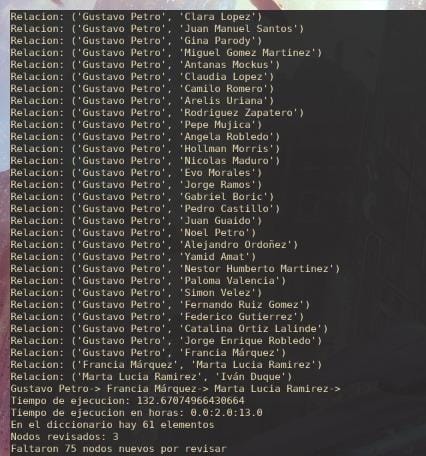 Relacion: ('Gustavo Petro', 'Clara Lopez')
Relacion: ('Gustavo Petro', 'Juan Manuel Santos')
Relacion: ('Gustavo Petro', 'Gina Parody')
Relacion: ('Gustavo Petro', 'Miguel Gomez Martinez')
Relacion: ('Gustavo Petro', 'Antanas Mockus')
Relacion: ('Gustavo Petro', 'Claudia Lopez')
Relacion: ('Gustavo Petro', 'Camilo Romero')
Relacion: ('Gustavo Petro', 'Arelis Uriana')
Relacion: ('Gustavo Petro', 'Rodriguez Zapatero')
Relacion: ('Gustavo Petro', 'Pepe Mujica')
Relacion: ('Gustavo Petro', 'Angela Robledo')
Relacion: ('Gustavo Petro', 'Hollman Morris')
Relacion: ('Gustavo Petro', 'Nicolas Maduro')
Relacion: ('Gustavo Petro', 'Evo Morales')
Relacion: ('Gustavo Petro', 'Jorge Ramos')
Relacion: ('Gustavo Petro', 'Gabriel Boric')
Relacion: ('Gustavo Petro', 'Pedro Castillo')
Relacion: ('Gustavo Petro', 'Juan Guaido')
Relacion: ('Gustavo Petro', 'Noel Petro')
Relacion: ('Gustavo Petro', 'Alejandro Ordoñez')
Relacion: ('Gustavo Petro', 'Yamid Amat')
Relacion: ('Gustavo Petro', 'Nestor Humberto Martinez')
Relacion: ('Gustavo Petro', 'Paloma Valencia')
Relacion: ('Gustavo Petro', 'Simon Velez')
Relacion: ('Gustavo Petro', 'Fernando Ruiz Gomez')
Relacion: ('Gustavo Petro', 'Federico Gutierrez')
Relacion: ('Gustavo Petro', 'Catalina Ortiz Lalinde')
Relacion: ('Gustavo Petro', 'Jorge Enrique Robledo')
Relacion: ('Gustavo Petro', 'Francia Márquez')
Relacion: ('Francia Márquez', 'Marta Lucia Ramirez')
Relacion: ('Marta Lucia Ramirez', 'Iván Duque')
Gustavo Petro-> Francia Márquez-> Marta Lucia Ramirez->
Tiempo de ejecucion: 132.67074966430664
Tiempo de ejecucion en horas: 0.0:2.0:13.0
En el diccionario hay 61 elementos
Nodos revisados: 3
Faltaron 75 nodos nuevos por revisar